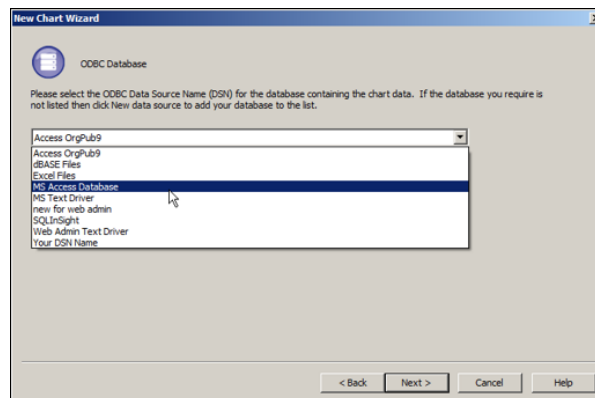 New Chart Wizard
ODBC Database
Please select the ODBC Data Source Name (DSN) for the database containing the chart data. If the database you require is
not listed then click New data source to add your database to the list.
Access OrgPub9
Access OrgPub9
dBASE Files
Excel Files
MS Access Database
MS Text Driver
new for web admin
SQLInSight
Web Admin Text Driver
Your DSN Name
< Back Next > Cancel Help